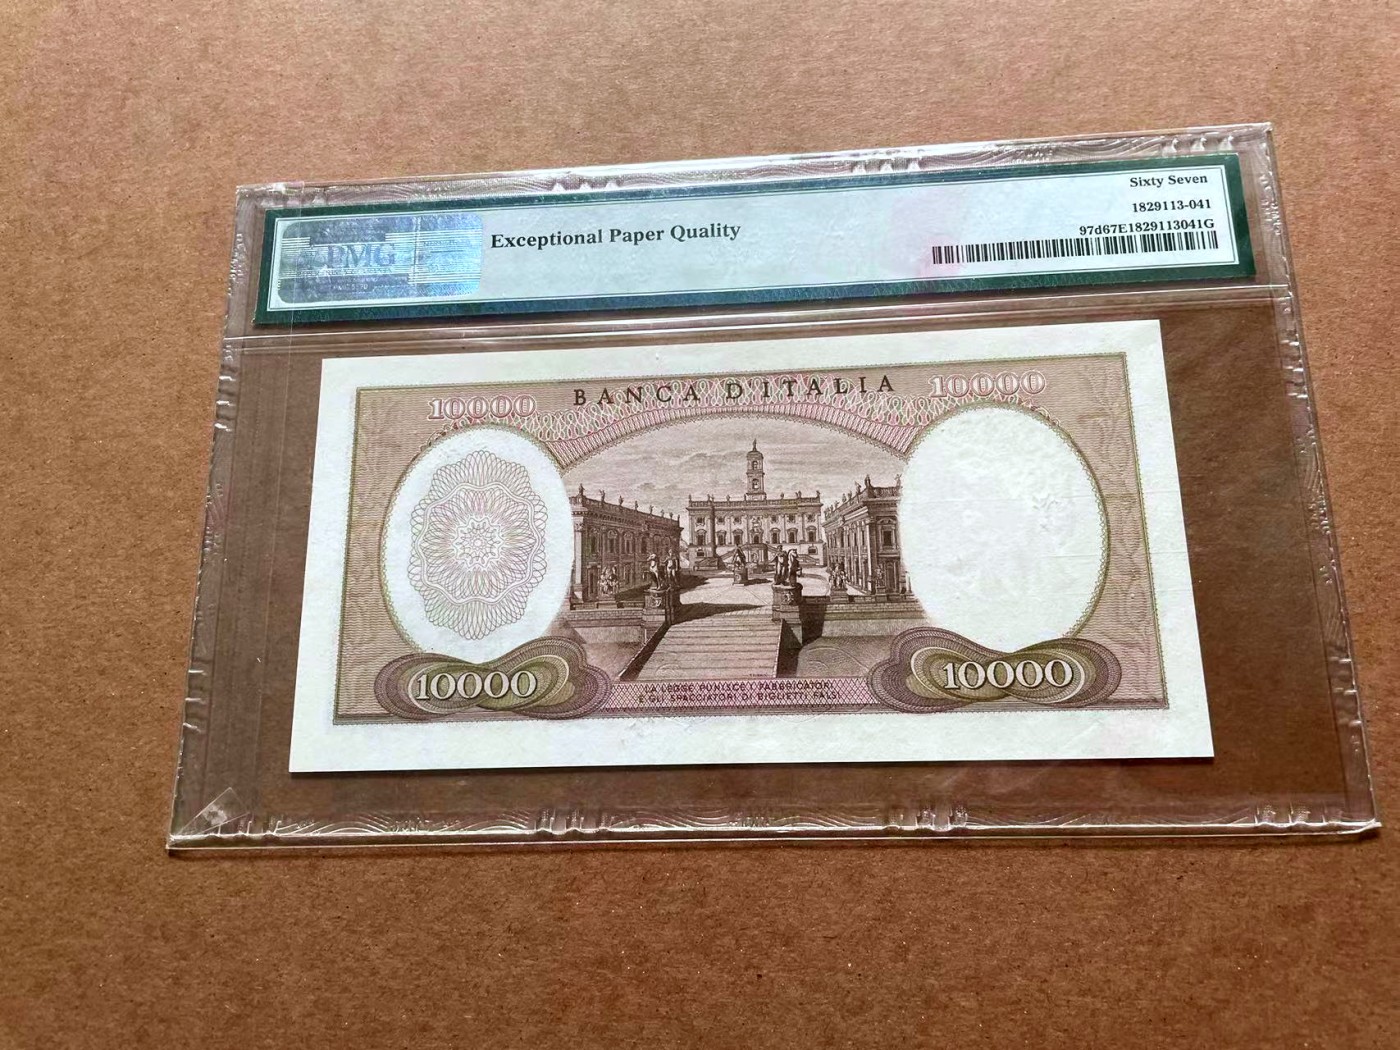 Sixty Seven
1829113-041
97d67E1829113041G
PMG
Exceptional Paper Quality
10000 BANCA D'ITALIA 10000
10000 10000
LA LEGGE PUNISCE I FABBRICATORI
E GLI SPACCIATORI DI BIGLIETTI FALSI